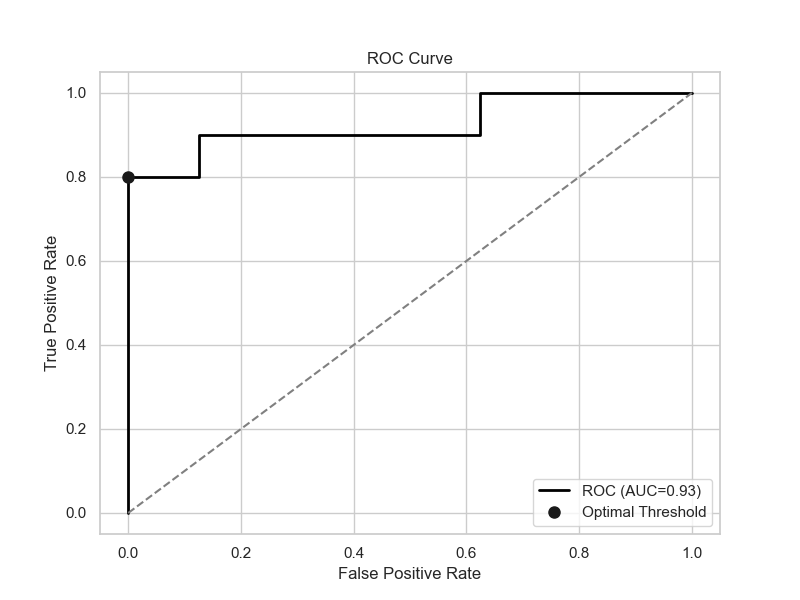 ROC Curve
True Positive Rate
1.0
0.8
0.6
0.4
0.2
0.0
ROC (AUC=0.93)
Optimal Threshold
0.0 0.2 0.4 0.6 0.8 1.0
False Positive Rate